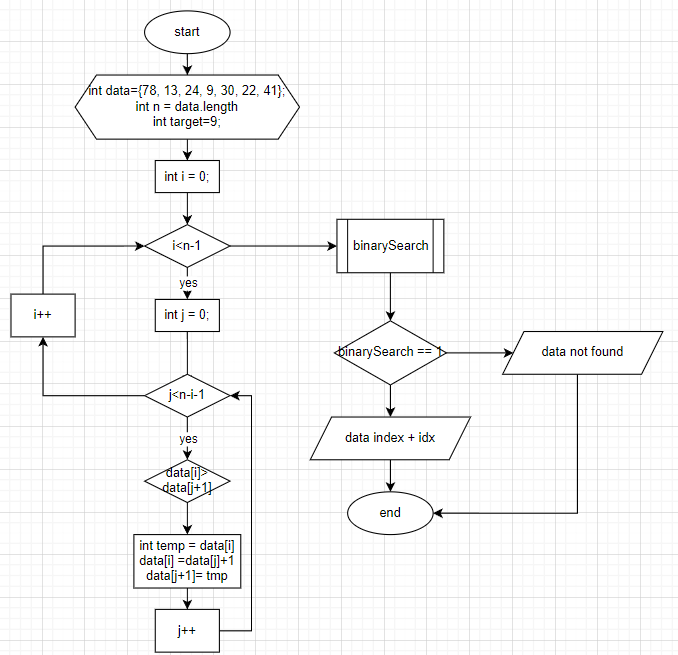 start
int data={78, 13, 24, 9, 30, 22, 41};
int n = data.length
int target=9;
int i = 0;
i<n-1
binarySearch
yes
i++
int j = 0;
binarySearch == 1
data not found
j<n-i-1
yes
data index + idx
data[i]>
data[j+1]
end
int temp = data[i]
data[i] =data[j]+1
data[j+1]= tmp
j++